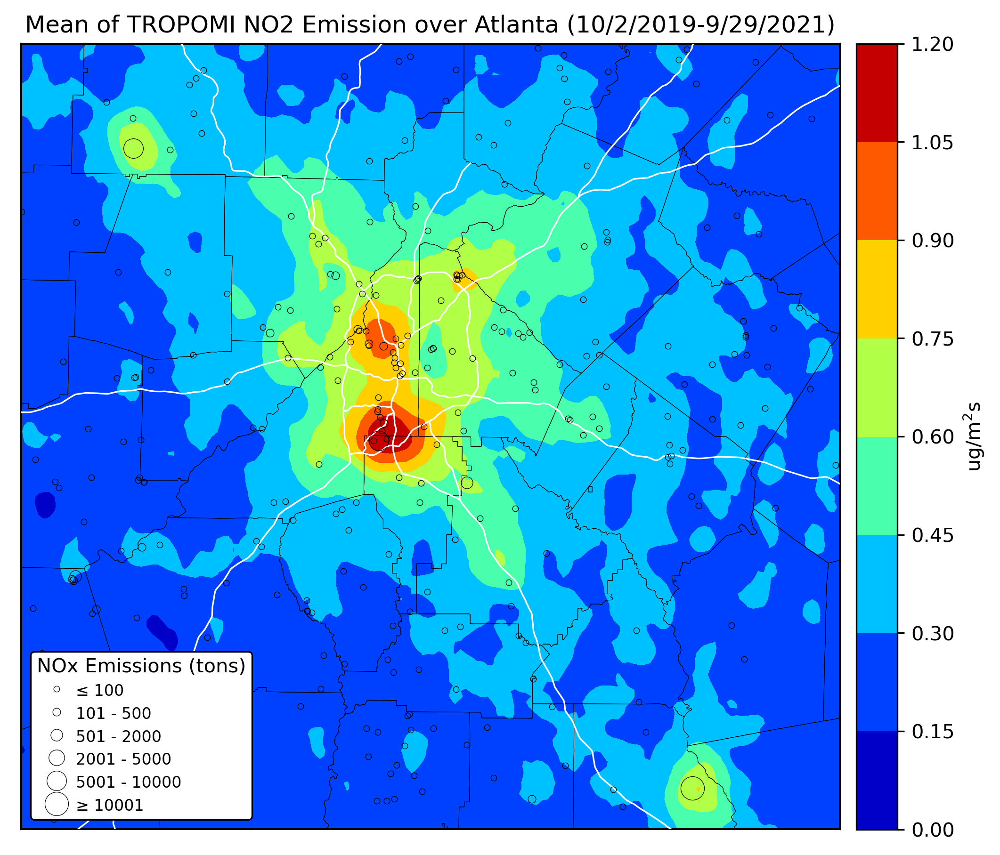 Mean of TROPOMI NO2 Emission over Atlanta (10/2/2019-9/29/2021)
1.20
1.05
0.90
0.75
0.60
0.45
0.30
0.15
0.00
ug/m²s
NOx Emissions (tons)
≤ 100
101 - 500
501 - 2000
2001 - 5000
5001 - 10000
≥ 10001